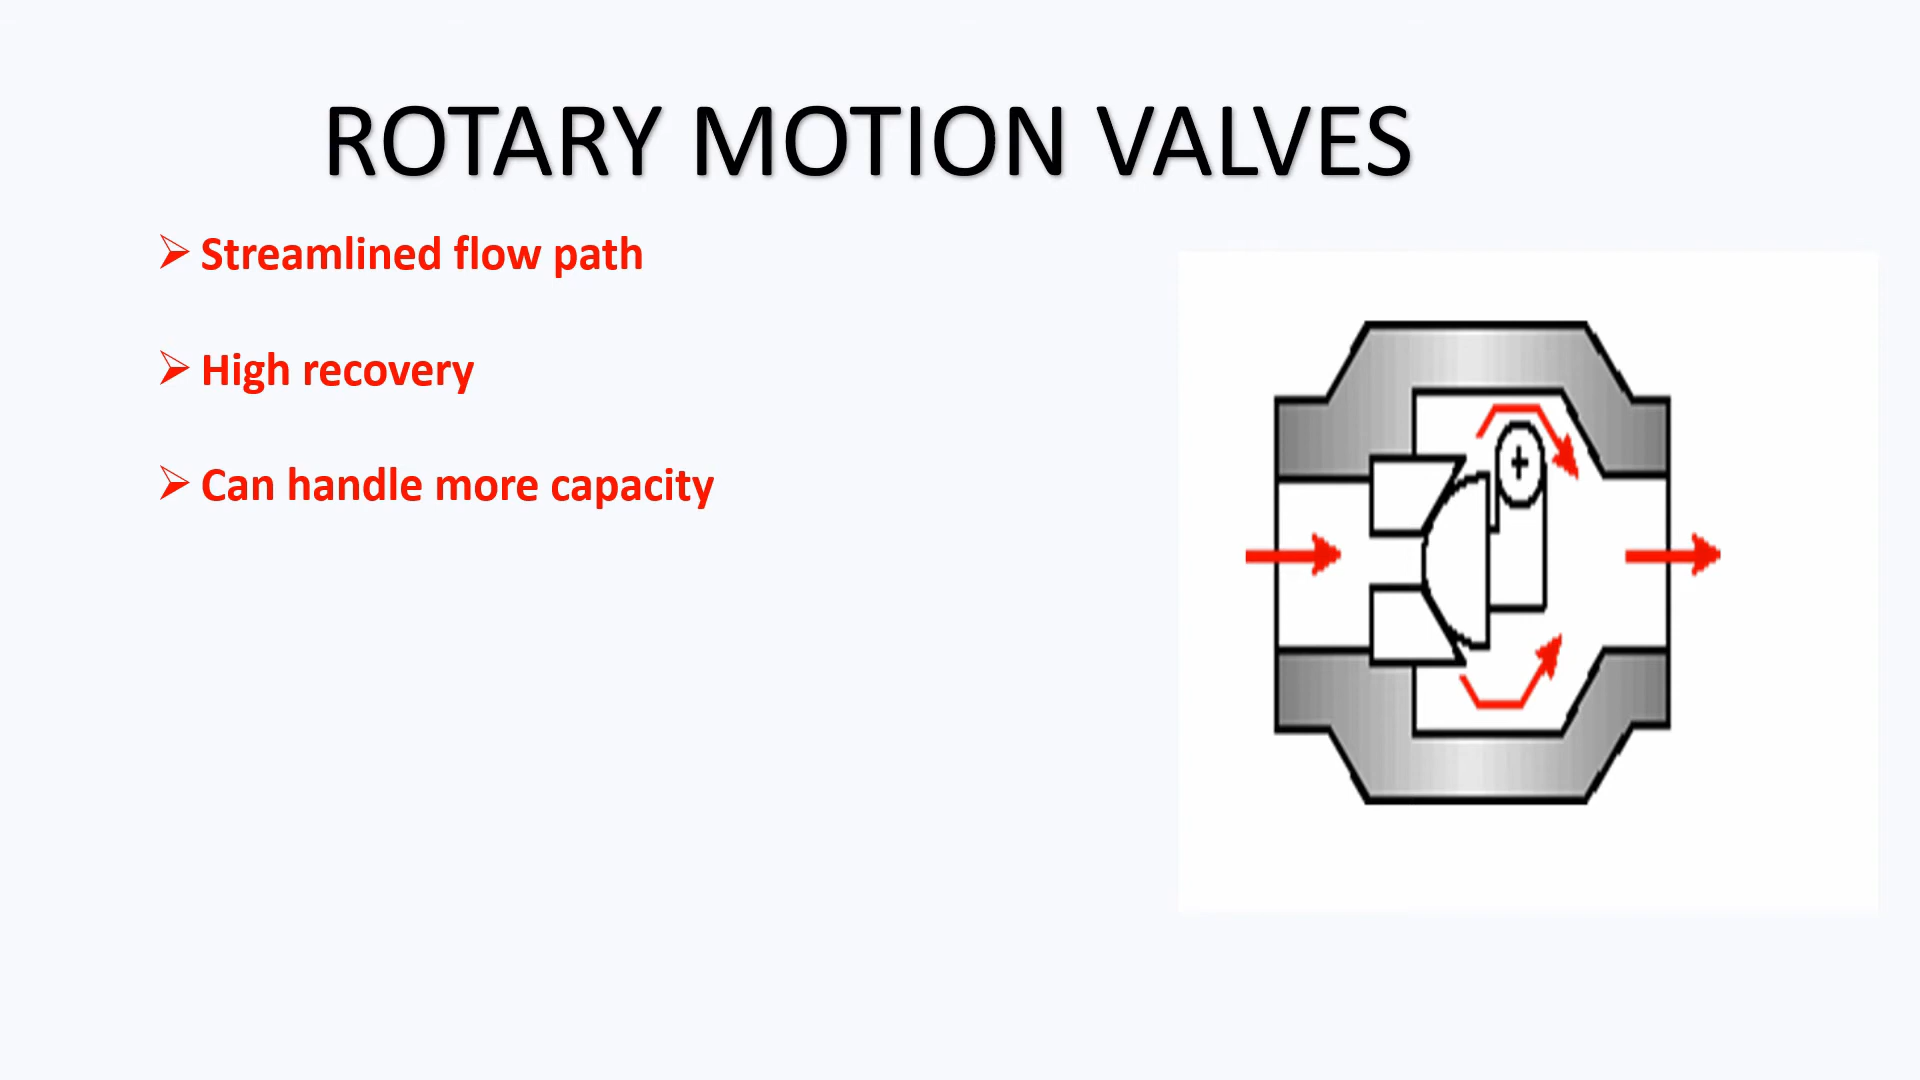 ROTARY MOTION VALVES
Streamlined flow path
High recovery
Can handle more capacity